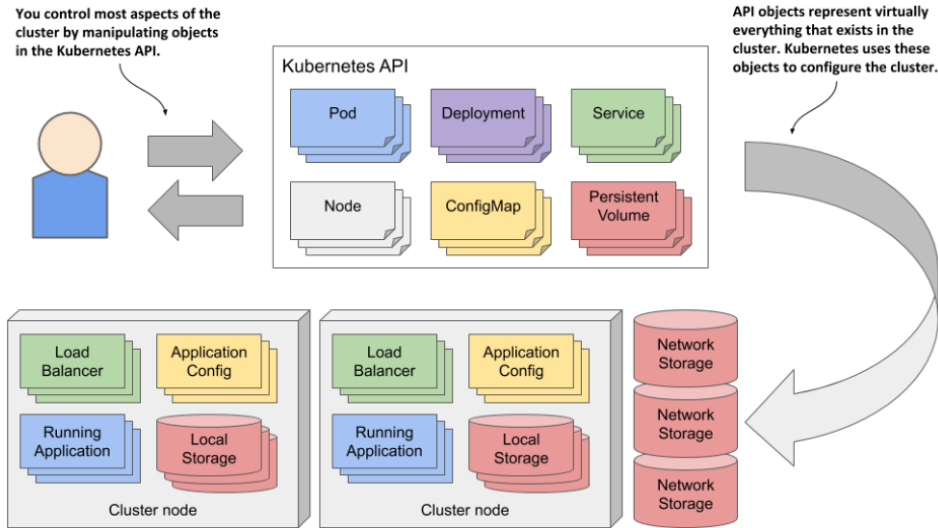 You control most aspects of the
cluster by manipulating objects
in the Kubernetes API.
API objects represent virtually
everything that exists in the
cluster. Kubernetes uses these
objects to configure the cluster.
Kubernetes API
Pod
Deployment
Service
Node
ConfigMap
Persistent
Volume
Load
Balancer
Application
Config
Running
Application
Local
Storage
Cluster node
Load
Balancer
Application
Config
Running
Application
Local
Storage
Cluster node
Network
Storage
Network
Storage
Network
Storage